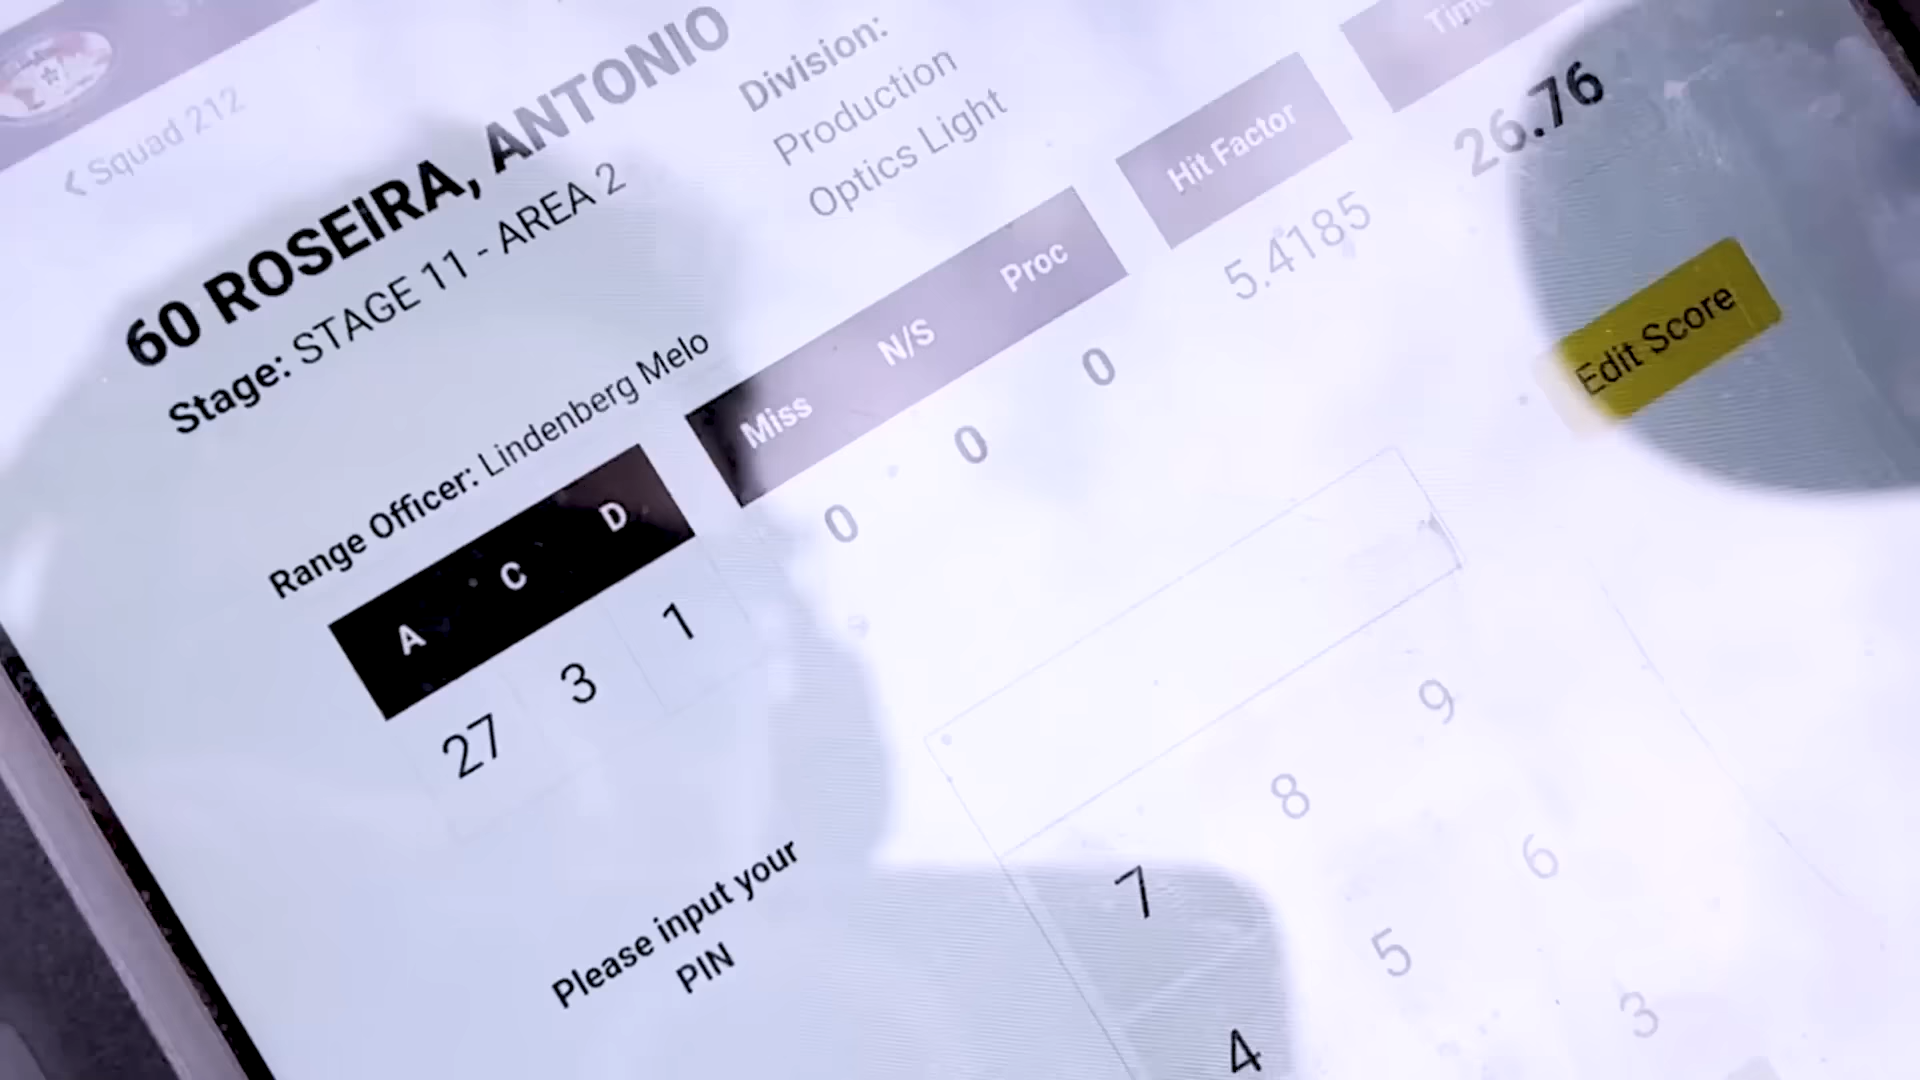 < Squad 212
60 ROSEIRA, ANTONIO
Stage: STAGE 11 - AREA 2
Division:
Production
Optics Light
Range Officer: Lindenberg Melo
A C D
27 3 1
Miss N/S Proc
0 0 0
Hit Factor
5.4185
Time
26.76
Edit Score
Please input your
PIN
7 8 9
4 5 6
3